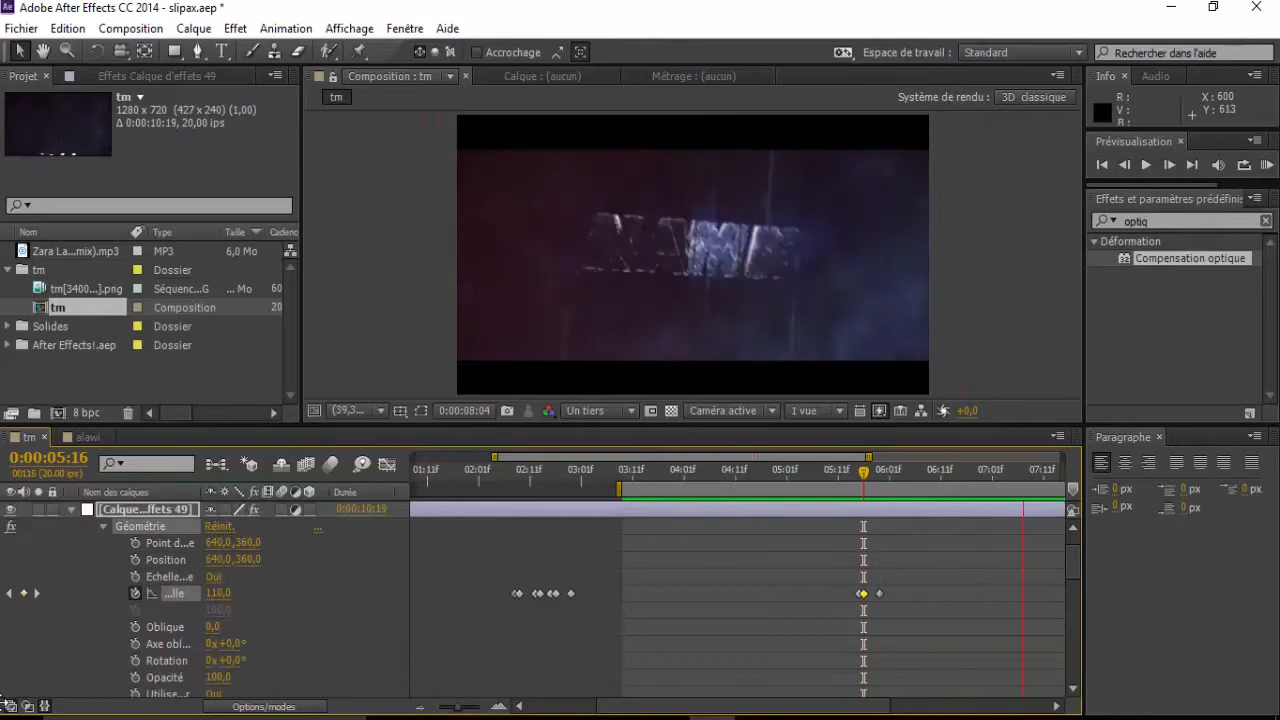 Adobe After Effects CC 2014 - slipax.aep *
Fichier Edition Composition Calque Effet Animation Affichage Fenêtre Aide
Accrochage Espace de travail : Standard Rechercher dans l'aide
Projet Effets Calque d'effets 49 Composition : tm Calque : (aucun) Métrage : (aucun) Info Audio
tm
1280 x 720 (427 x 240) (1,00)
Δ 0:00:10:19, 20,00 ips
tm Système de rendu : 3D classique
R : X : 600
V : Y : 613
B :
Prévisualisation
Effets et paramètres prédéfinis
optiq
Nom Type Taille Cadenc
Déformation
Zara La...mix).mp3 MP3 6,0 Mo
32 Compensation optique
tm Dossier
tm[3400...].png Séquenc...G ... Mo 60
tm Composition 20
Solides Dossier
After Effects!.aep Dossier
8 bpc
(39,3... 0:00:08:04 Un tiers Caméra active 1 vue +0,0
tm alawi Paragraphe
0:00:05:16
00116 (20.00 ips)
01:11f 02:01f 02:11f 03:01f 03:11f 04:01f 04:11f 05:01f 05:11f 06:01f 06:11f 07:01f 07:11f
Nom des calques Durée
0 px 0 px 0 px
0 px 0 px
[Calque...ffets 49] 0:00:10:19
fx Géométrie Réinit. ...
Point d...e 640,0,360,0
Position 640,0,360,0
Echelle...e Oui
...lle 110,0
100,0
Oblique 0,0
Axe obl... 0x+0,0°
Rotation 0x+0,0°
Opacité 100,0
Utilise...r Oui
Options/modes